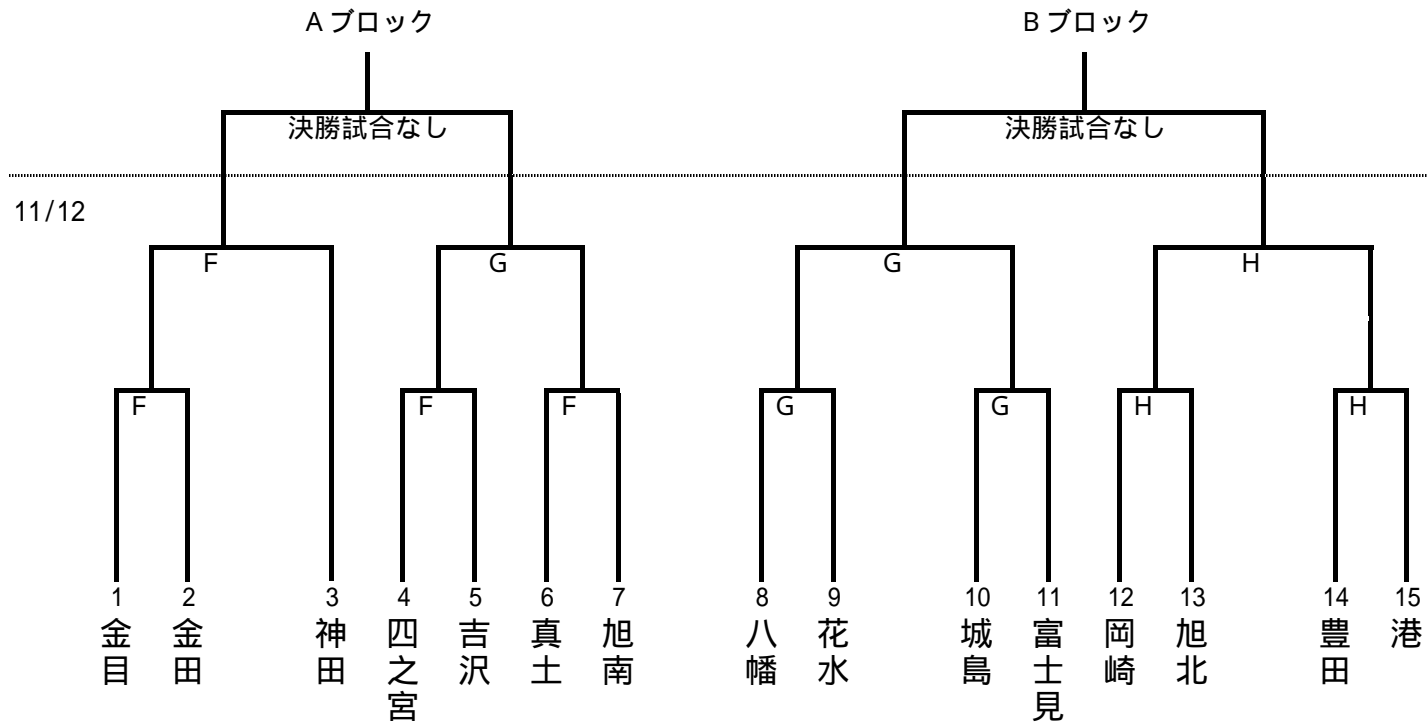 Aブロック
Bブロック
決勝試合なし
決勝試合なし
11/12
F
G
G
H
F
F
F
G
G
H
H
1
2
3
4
5
6
7
8
9
10
11
12
13
14
15
金目
金田
神田
四之宮
吉沢
真土
旭南
八幡
花水
城島
富士見
岡崎
旭北
豊田
港